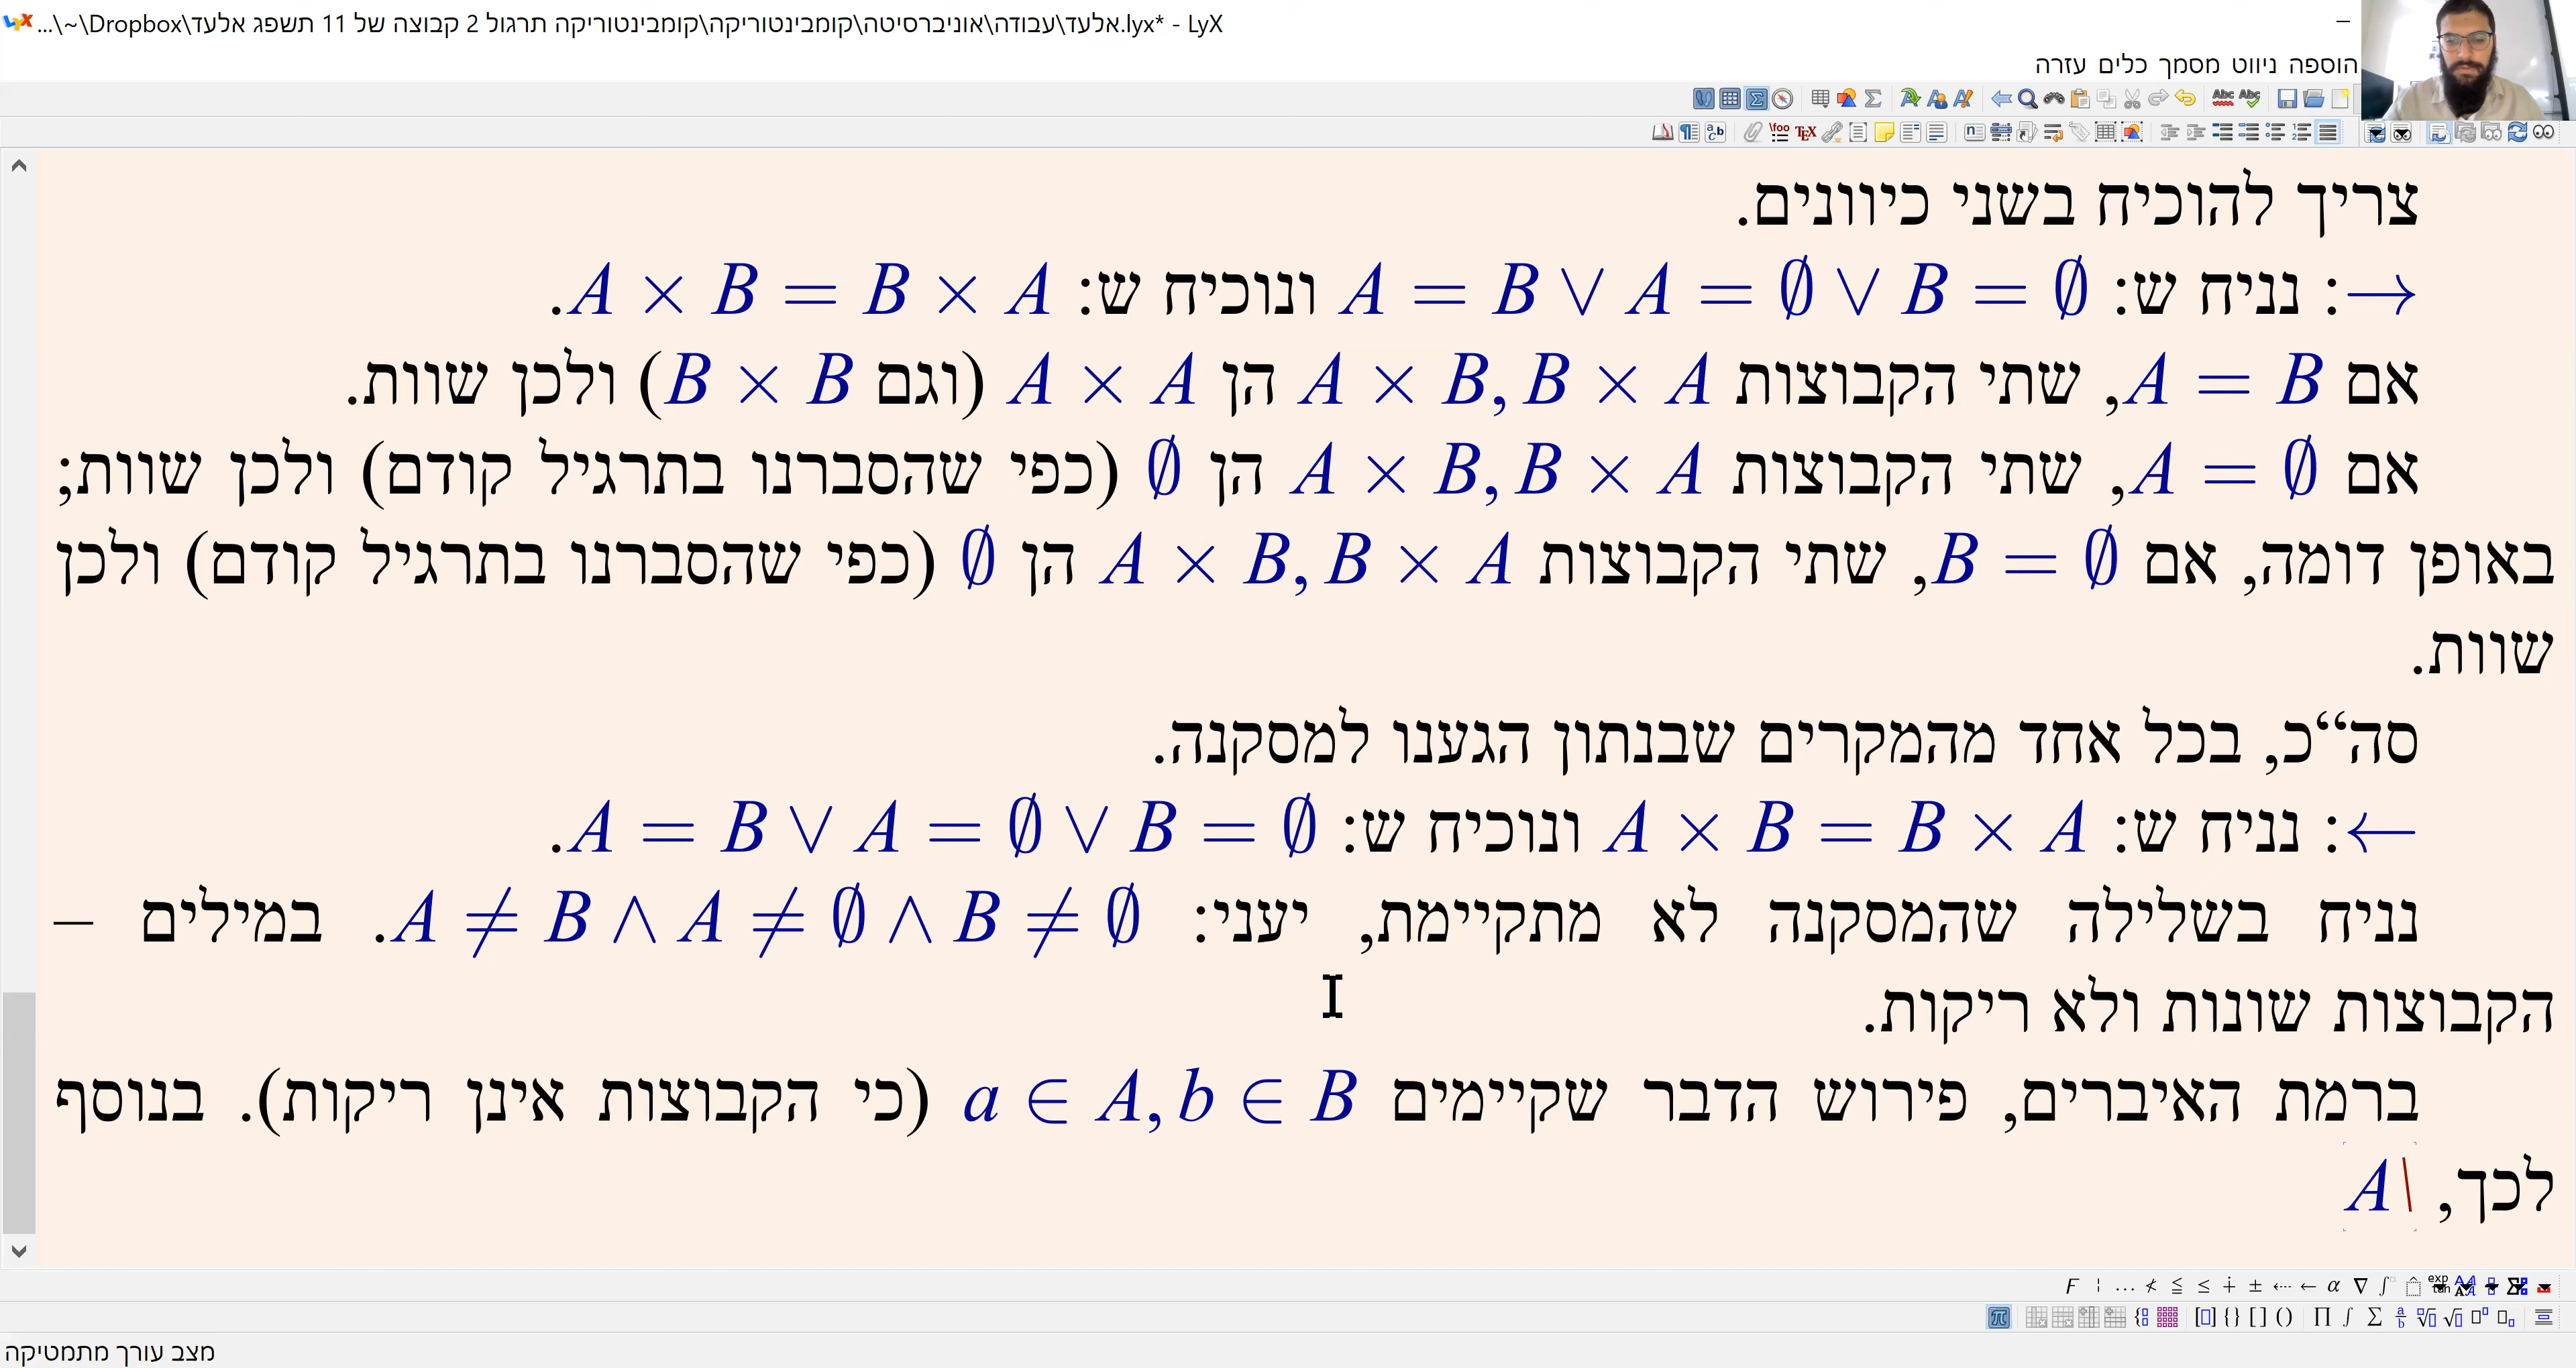 ...\~\Dropbox\אלעד\עבודה\אוניברסיטה\קומבינטוריקה\קומבינטוריקה תרגול 2 קבוצה של 11 תשפג אלעד.lyx* - LyX
הוספה ניווט מסמך כלים עזרה
צריך להוכיח בשני כיוונים.
→: נניח ש: A = B ∨ A = ∅ ∨ B = ∅ ונוכיח ש: A × B = B × A.
אם A = B, שתי הקבוצות A × B, B × A הן A × A (וגם B × B) ולכן שוות.
אם A = ∅, שתי הקבוצות A × B, B × A הן ∅ (כפי שהסברנו בתרגיל קודם) ולכן שוות;
באופן דומה, אם B = ∅, שתי הקבוצות A × B, B × A הן ∅ (כפי שהסברנו בתרגיל קודם) ולכן
שוות.
סה“כ, בכל אחד מהמקרים שבנתון הגענו למסקנה.
←: נניח ש: A × B = B × A ונוכיח ש: A = B ∨ A = ∅ ∨ B = ∅.
נניח בשלילה שהמסקנה לא מתקיימת, יעני: A ≠ B ∧ A ≠ ∅ ∧ B ≠ ∅. במילים –
הקבוצות שונות ולא ריקות.
ברמת האיברים, פירוש הדבר שקיימים a ∈ A, b ∈ B (כי הקבוצות אינן ריקות). בנוסף
לכך, A\
מצב עורך מתמטיקה